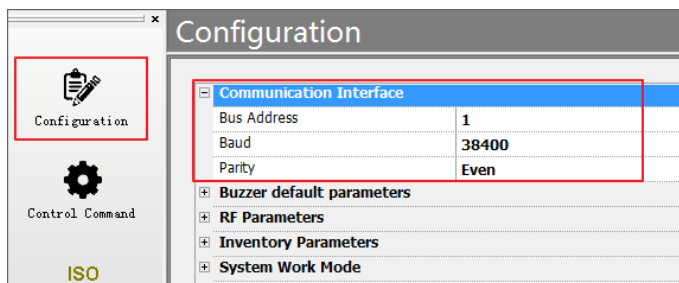 Configuration
Configuration
Control Command
ISO
Communication Interface
Bus Address 1
Baud 38400
Parity Even
Buzzer default parameters
RF Parameters
Inventory Parameters
System Work Mode